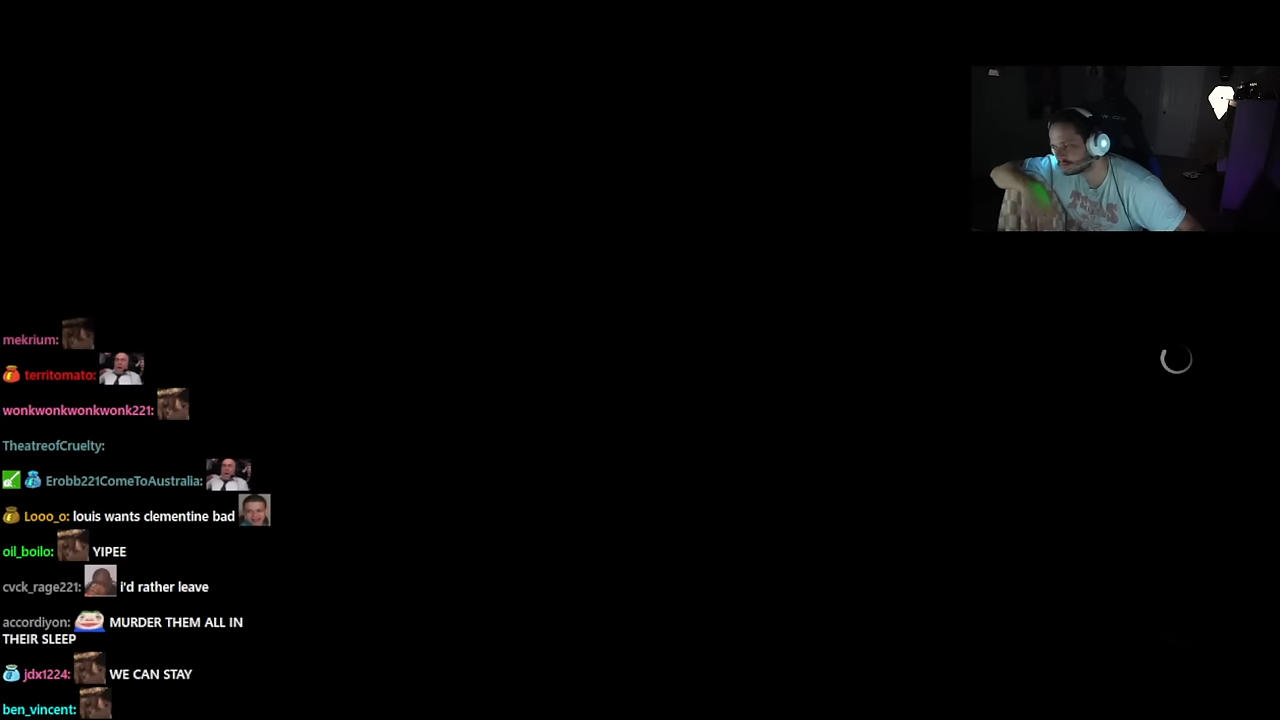 mekrium:
territomato:
wonkwonkwonkwonk221:
TheatreofCruelty:
Erobb221ComeToAustralia:
Looo_o: louis wants clementine bad
oil_boilo: YIPEE
cvck_rage221: i'd rather leave
accordiyon: MURDER THEM ALL IN
THEIR SLEEP
jdx1224: WE CAN STAY
ben_vincent: